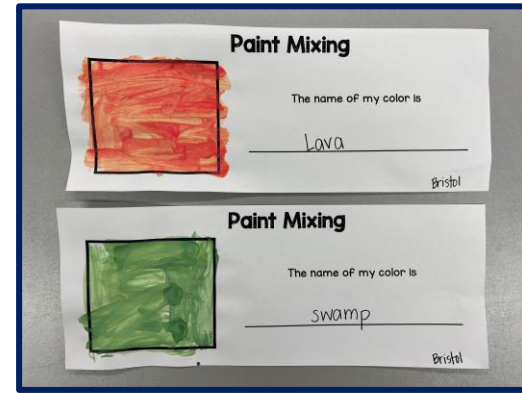 Paint Mixing
The name of my color is
Lava
Bristol
Paint Mixing
The name of my color is
swamp
Bristol